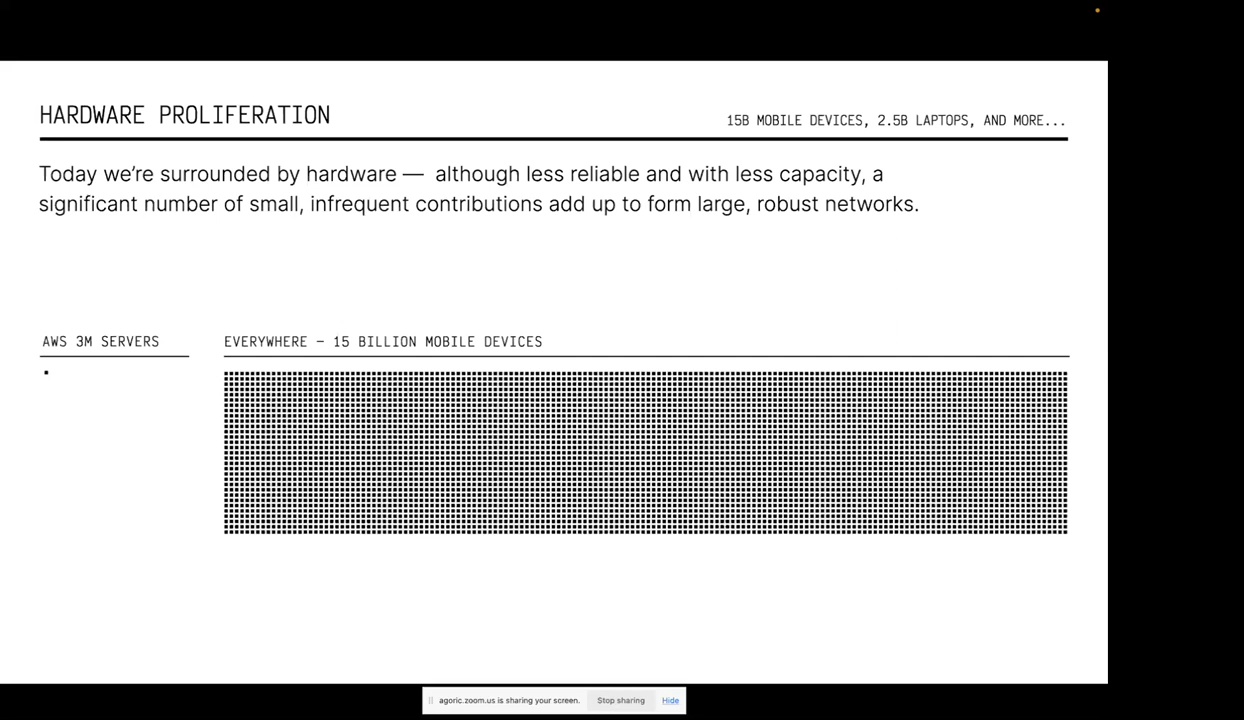 HARDWARE PROLIFERATION
15B MOBILE DEVICES, 2.5B LAPTOPS, AND MORE...
Today we’re surrounded by hardware — although less reliable and with less capacity, a
significant number of small, infrequent contributions add up to form large, robust networks.
AWS 3M SERVERS
EVERYWHERE – 15 BILLION MOBILE DEVICES
agoric.zoom.us is sharing your screen. Stop sharing Hide